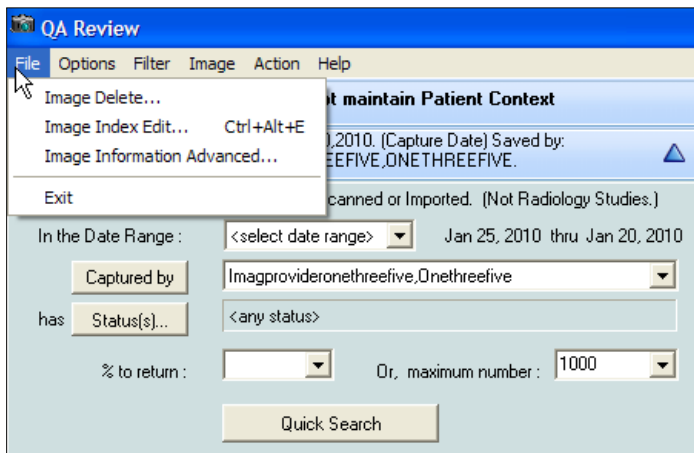 QA Review
File Options Filter Image Action Help
Image Delete...
Image Index Edit... Ctrl+Alt+E
Image Information Advanced...
Exit
maintain Patient Context
,2010. (Capture Date) Saved by:
EEFIVE,ONETHREEFIVE.
canned or Imported. (Not Radiology Studies.)
In the Date Range : <select date range> Jan 25, 2010 thru Jan 20, 2010
Captured by Imagprovideronethreefive,Onethreefive
has Status(s)... <any status>
% to return : Or, maximum number : 1000
Quick Search